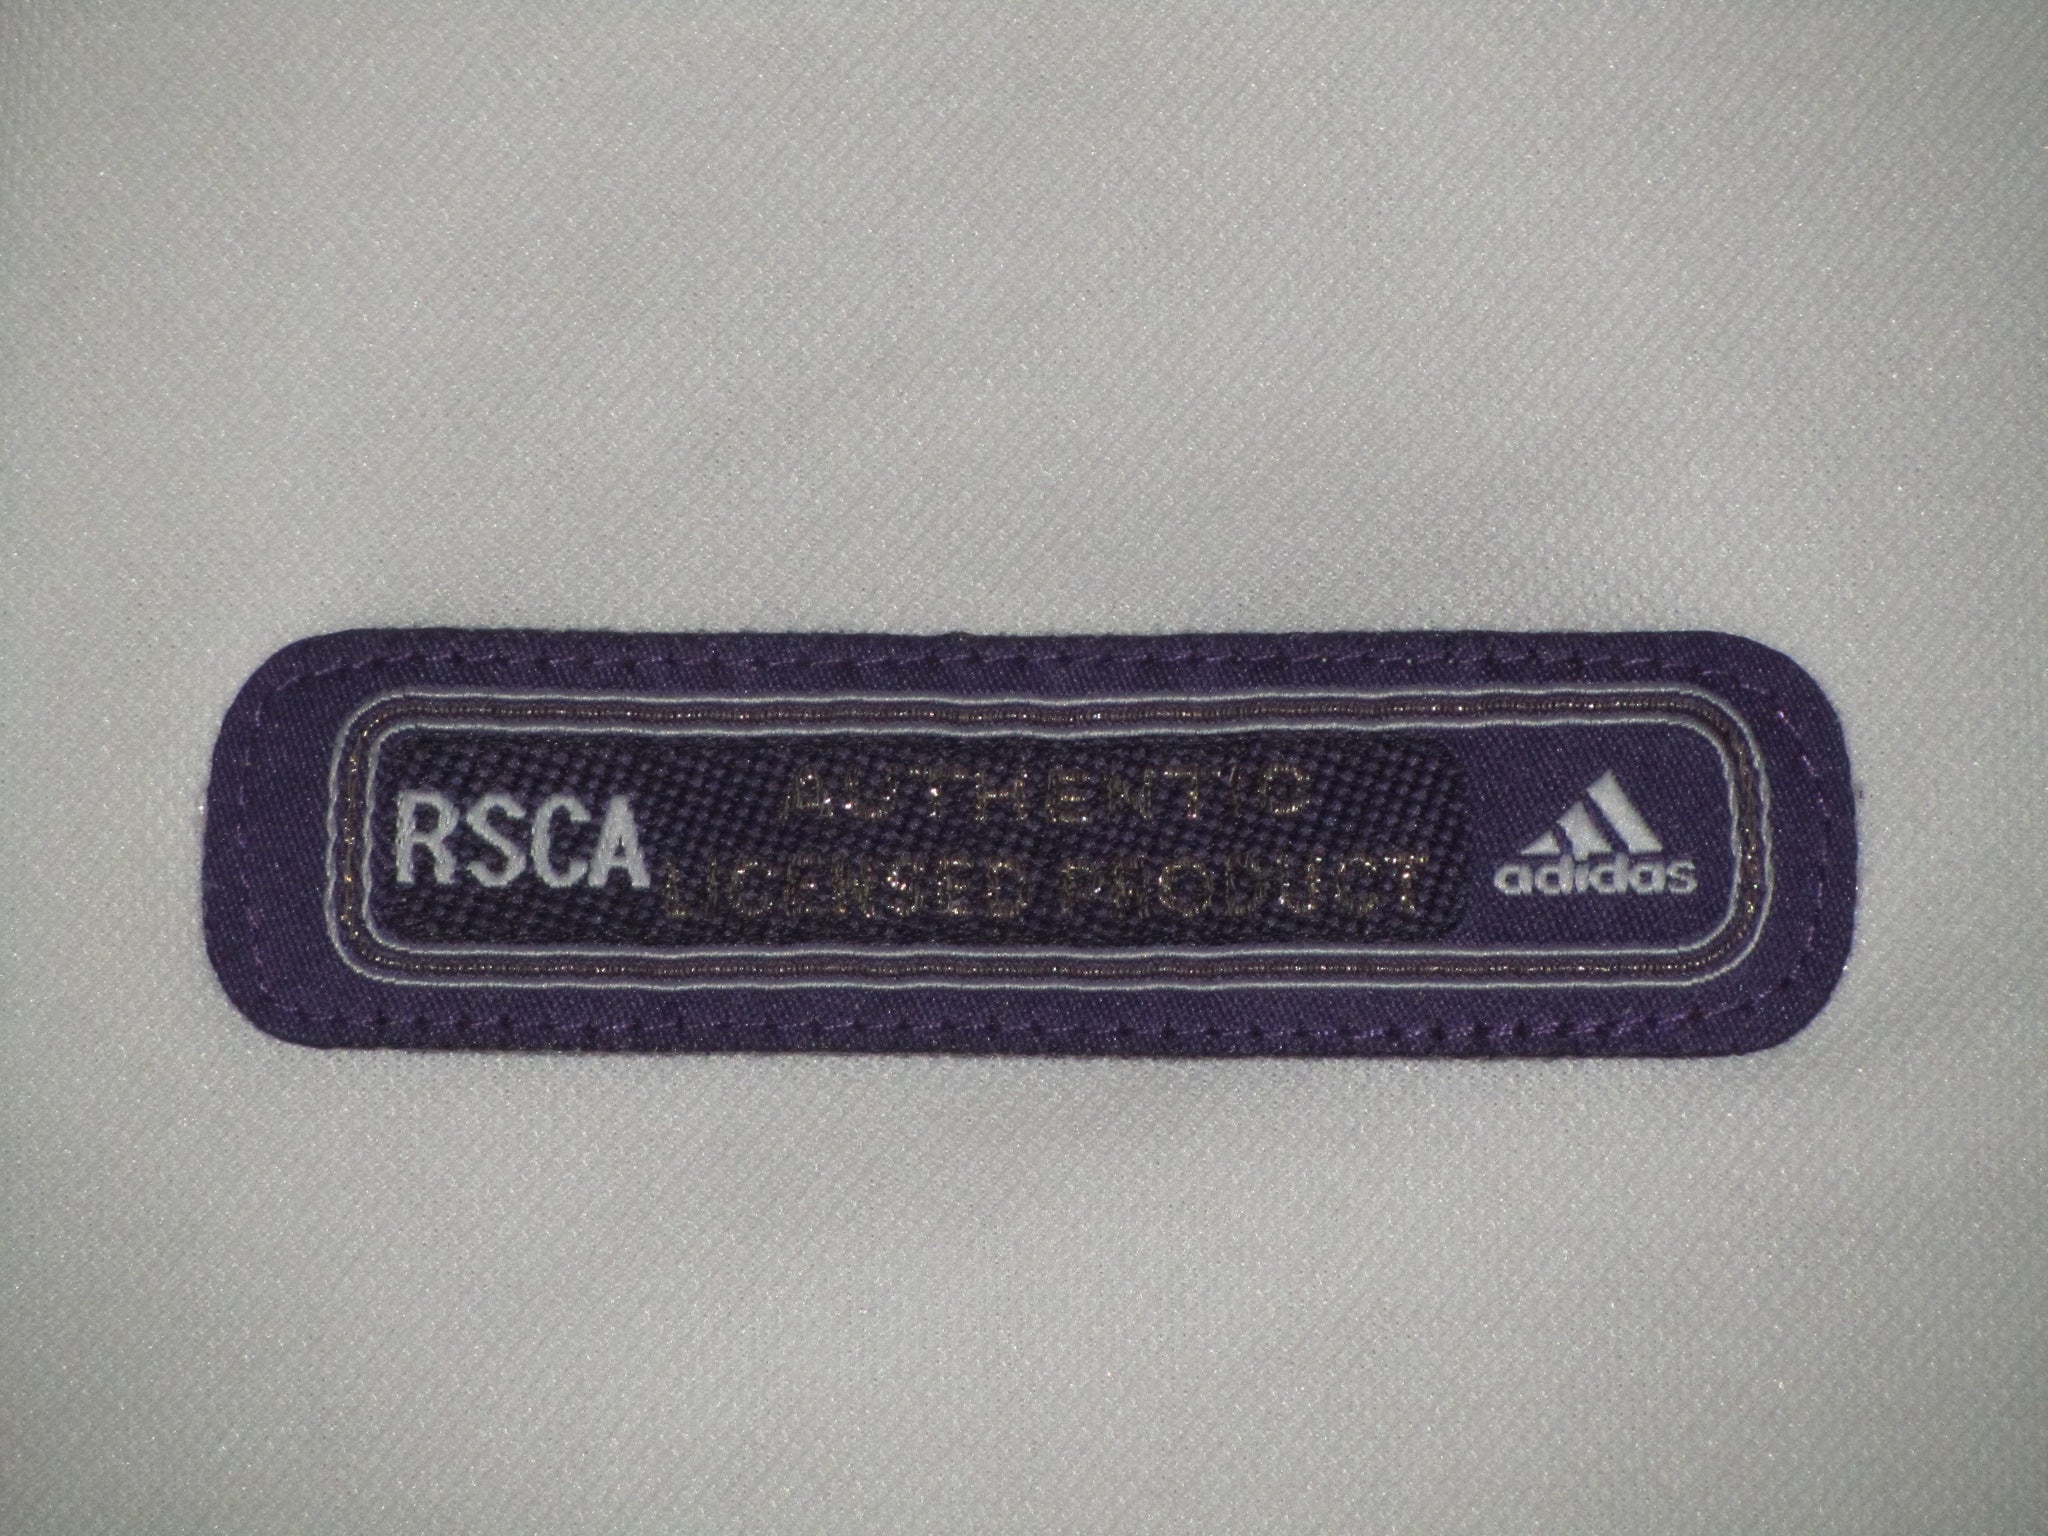 RSCA
AUTHENTIC
LICENSED PRODUCT
adidas